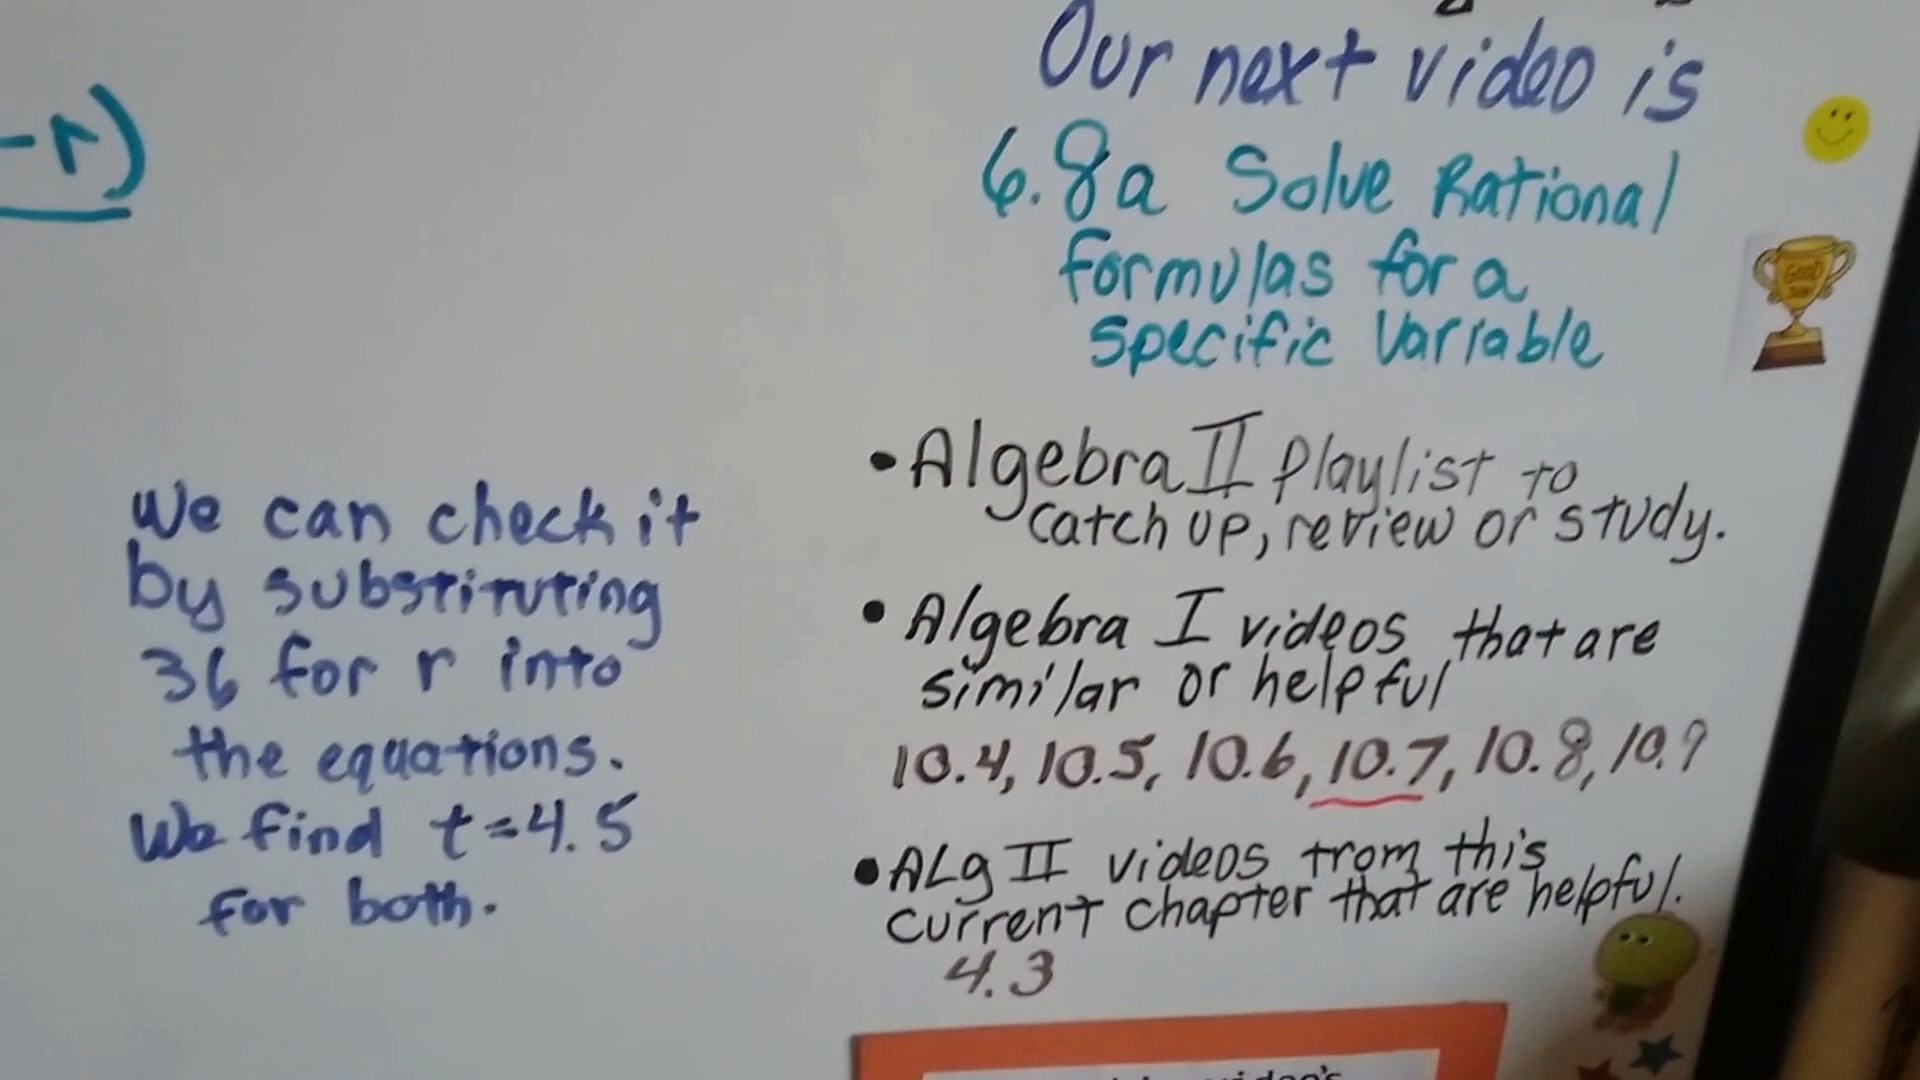 -r)
We can check it
by substituting
36 for r into
the equations.
We find t=4.5
for both.
Our next video is
6.8a Solve Rational
formulas for a
specific variable
GOOD
JOB!
• Algebra II playlist to
catch up, review or study.
• Algebra I videos that are
similar or helpful
10.4, 10.5, 10.6, 10.7, 10.8, 10.9
• ALg II videos from this
current chapter that are helpful.
4.3